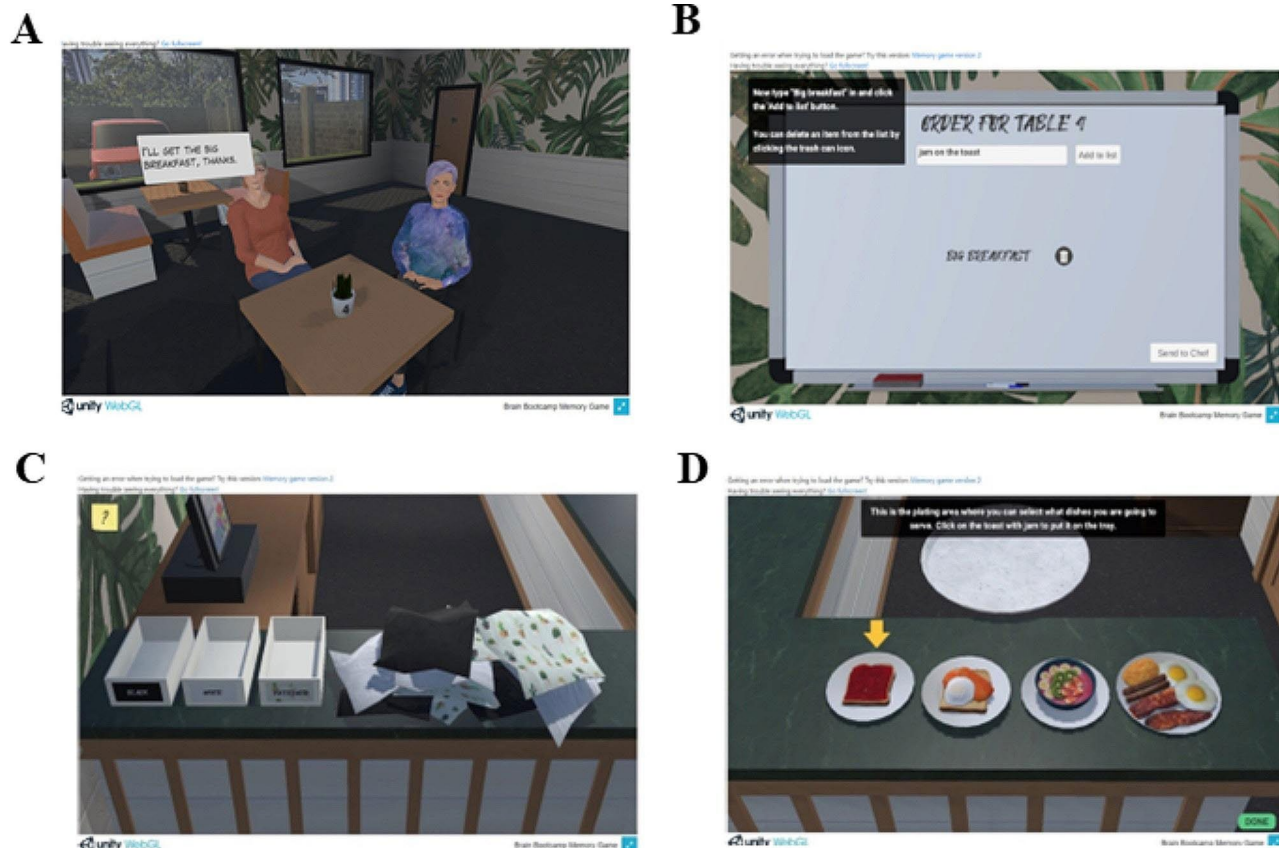 A
Having trouble seeing everything? Go fullscreen!
I'LL GET THE BIG
BREAKFAST, THANKS.
4
unity WebGL
Brain Bootcamp Memory Game
B
Getting an error when trying to load the game? Try this version: Memory game version 2
Having trouble seeing everything? Go fullscreen!
Now type "Big breakfast" in and click
the 'Add to list' button.
You can delete an item from the list by
clicking the trash can icon.
ORDER FOR TABLE 4
jam on the toast
Add to list
BIG BREAKFAST
Send to Chef
unity WebGL
Brain Bootcamp Memory Game
C
Getting an error when trying to load the game? Try this version: Memory game version 2
Having trouble seeing everything? Go fullscreen!
?
BLACK
WHITE
PATTERNED
unity WebGL
Brain Bootcamp Memory Game
D
Getting an error when trying to load the game? Try this version: Memory game version 2
Having trouble seeing everything? Go fullscreen!
This is the plating area where you can select what dishes you are going to
serve. Click on the toast with jam to put it on the tray.
DONE
unity WebGL
Brain Bootcamp Memory Game